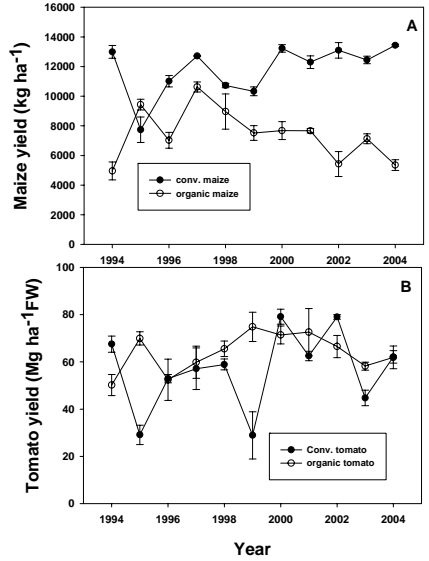 A
Maize yield (kg ha⁻¹)
16000
14000
12000
10000
8000
6000
4000
2000
0
conv. maize
organic maize
1994 1996 1998 2000 2002 2004
B
Tomato yield (Mg ha⁻¹FW)
100
80
60
40
20
0
Conv. tomato
organic tomato
1994 1996 1998 2000 2002 2004
Year